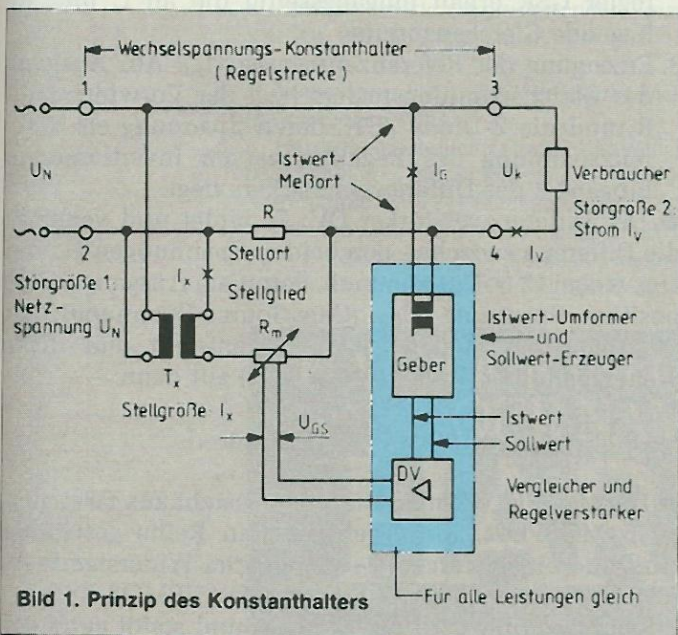 Wechselspannungs-Konstanthalter
(Regelstrecke)
1
3
Istwert-
Meßort
I_G
U_N
U_k
Verbraucher
R
Störgröße 2:
Strom I_V
2
Stellort
4
I_V
Störgröße 1:
Netz-
spannung U_N
I_x
Stellglied
R_m
T_x
Stellgröße I_x
U_GS
Geber
Istwert-Umformer
und
Sollwert-Erzeuger
Istwert
Sollwert
DV
Vergleicher und
Regelverstärker
Für alle Leistungen gleich
Bild 1. Prinzip des Konstanthalters